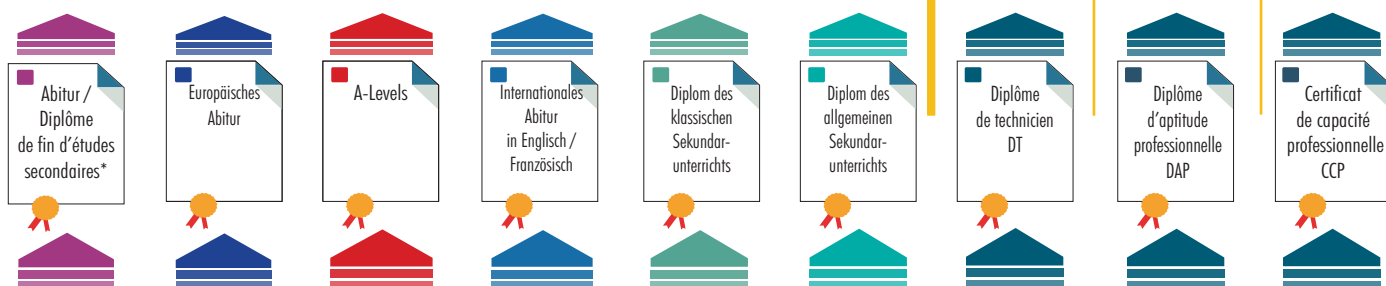 Abitur /
Diplôme
de fin d'études
secondaires*
Europäisches
Abitur
A-Levels
Internationales
Abitur
in Englisch /
Französisch
Diplom des
klassischen
Sekundar-
unterrichts
Diplom des
allgemeinen
Sekundar-
unterrichts
Diplôme
de technicien
DT
Diplôme
d'aptitude
professionnelle
DAP
Certificat
de capacité
professionnelle
CCP